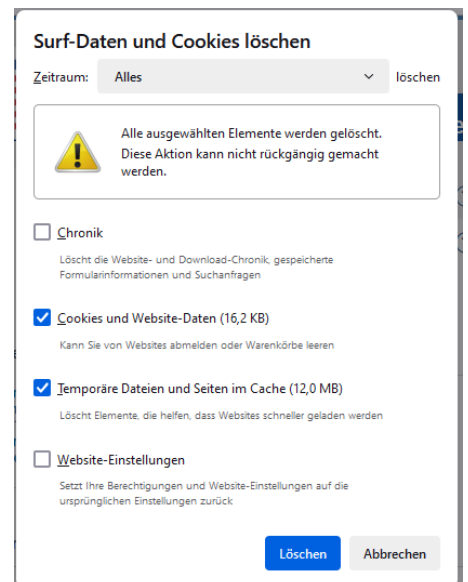 Surf-Daten und Cookies löschen
Zeitraum: Alles löschen
Alle ausgewählten Elemente werden gelöscht.
Diese Aktion kann nicht rückgängig gemacht
werden.
Chronik
Löscht die Website- und Download-Chronik, gespeicherte
Formularinformationen und Suchanfragen
Cookies und Website-Daten (16,2 KB)
Kann Sie von Websites abmelden oder Warenkörbe leeren
Temporäre Dateien und Seiten im Cache (12,0 MB)
Löscht Elemente, die helfen, dass Websites schneller geladen werden
Website-Einstellungen
Setzt Ihre Berechtigungen und Website-Einstellungen auf die
ursprünglichen Einstellungen zurück
Löschen Abbrechen